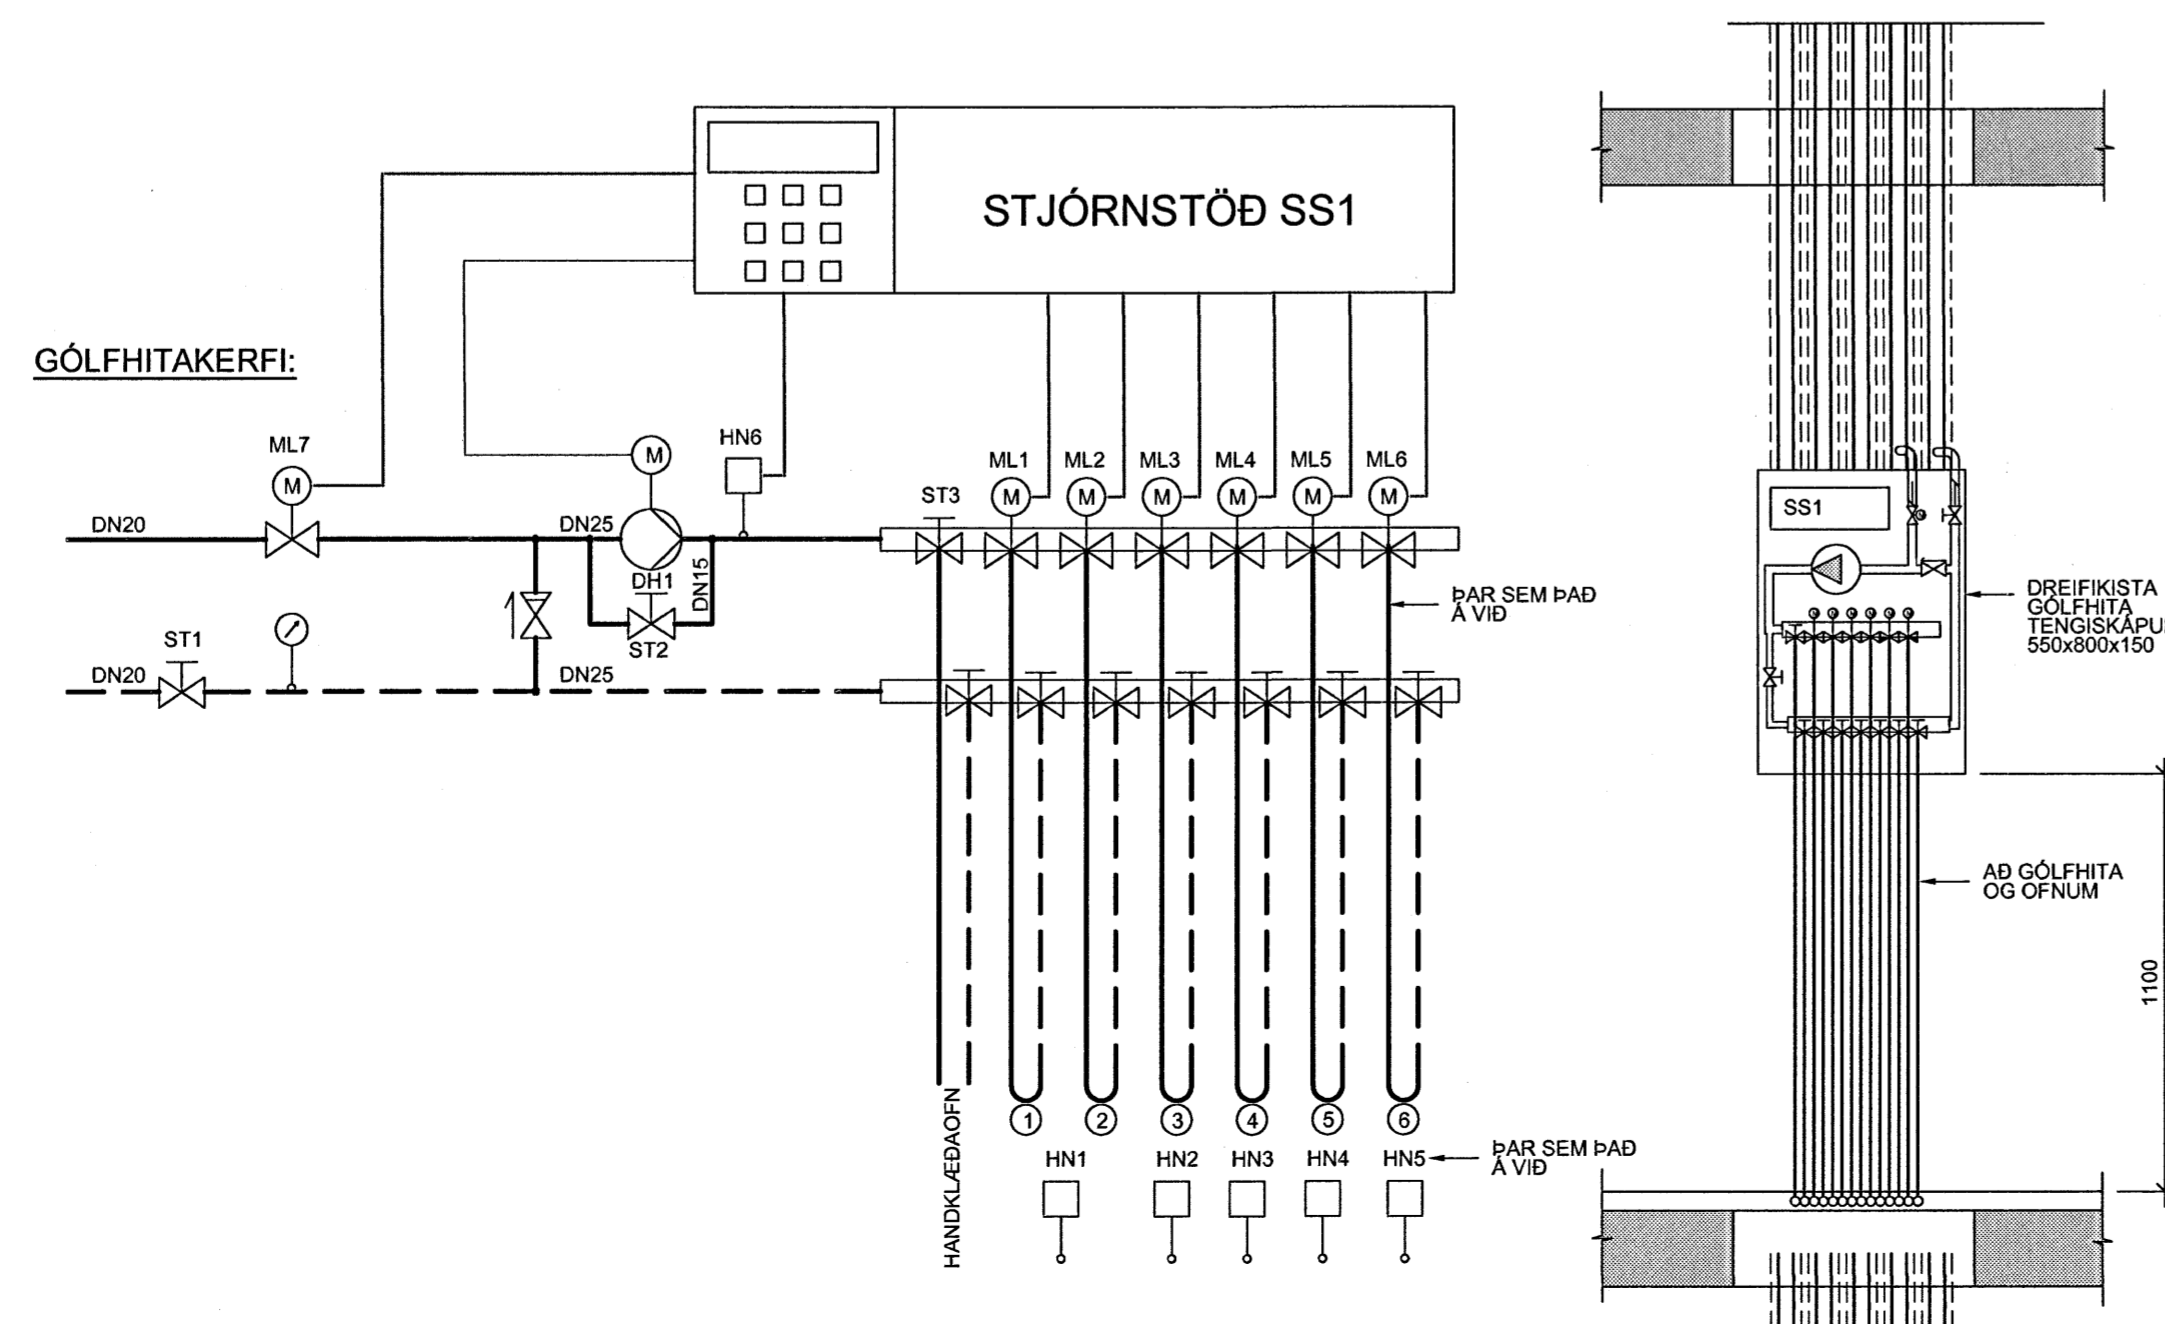 STJÓRNSTÖÐ SS1
GÓLFHITAKERFI:
ML7
M
DN20
DN25
M
DH1
DN15
ST2
HN6
ST3
ML1 ML2 ML3 ML4 ML5 ML6
M M M M M M
ÞAR SEM ÞAÐ
Á VIÐ
ST1
DN20
DN25
HANDKLÆÐAOFN
1 2 3 4 5 6
HN1 HN2 HN3 HN4 HN5
ÞAR SEM ÞAÐ
Á VIÐ
SS1
DREIFIKISTA
GÓLFHITA
TENGISKÁPU
550x800x150
AÐ GÓLFHITA
OG OFNUM
1100